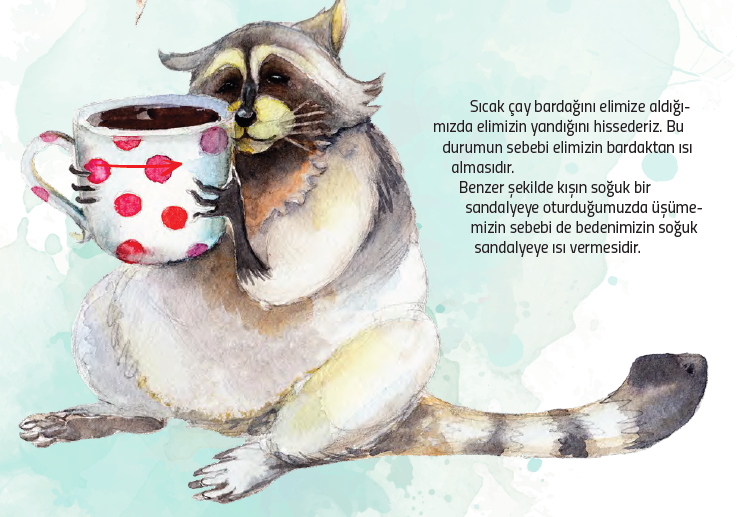 Sıcak çay bardağını elimize aldığı-
mızda elimizin yandığını hissederiz. Bu
durumun sebebi elimizin bardaktan ısı
almasıdır.
Benzer şekilde kışın soğuk bir
sandalyeye oturduğumuzda üşüme-
mizin sebebi de bedenimizin soğuk
sandalyeye ısı vermesidir.